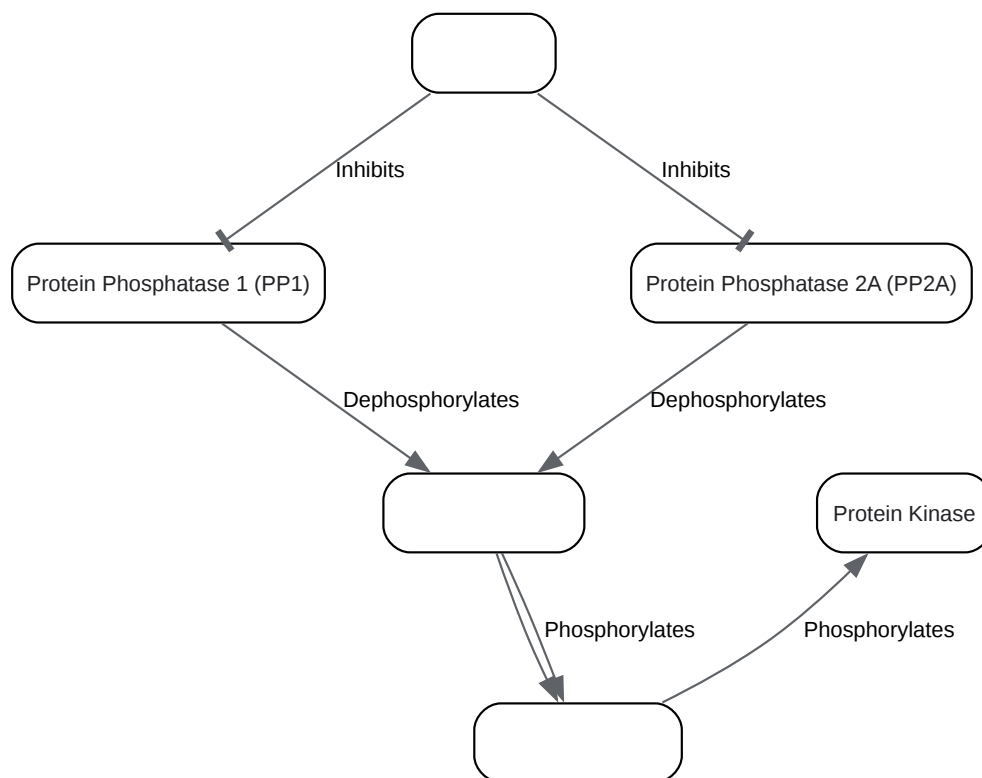 Inhibits
Inhibits
Protein Phosphatase 1 (PP1)
Protein Phosphatase 2A (PP2A)
Dephosphorylates
Dephosphorylates
Protein Kinase
Phosphorylates
Phosphorylates